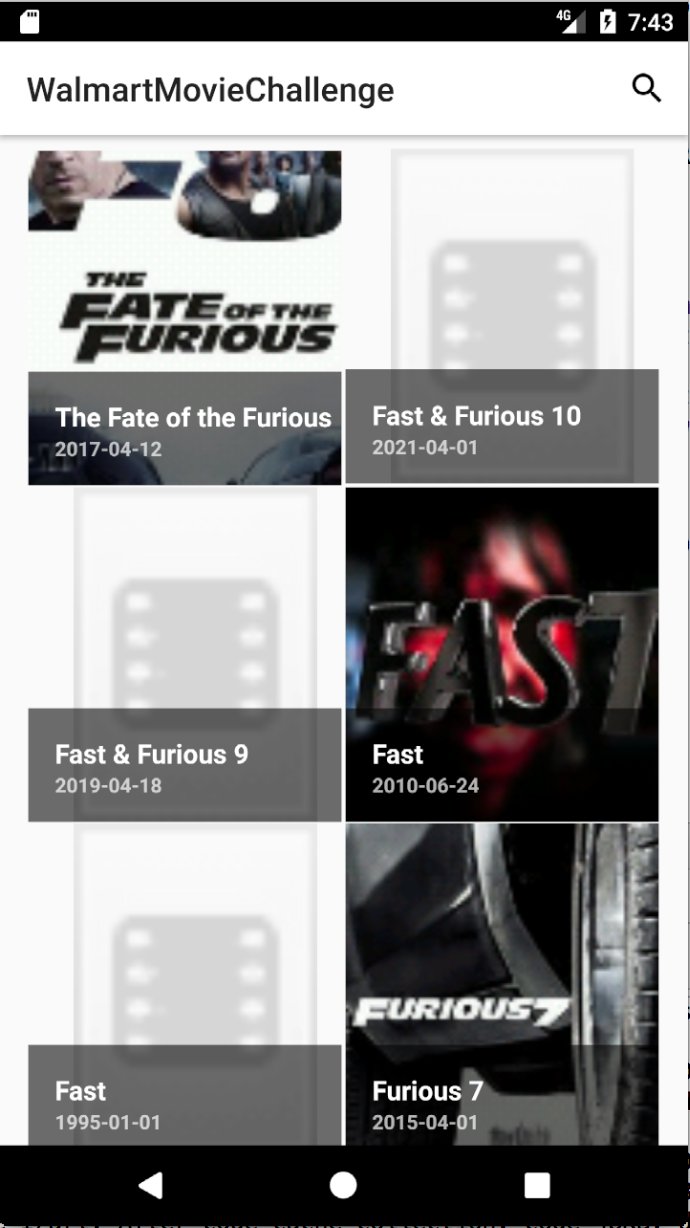 4G 7:43
WalmartMovieChallenge
THE
FATE OF THE
FURIOUS
The Fate of the Furious
2017-04-12
Fast & Furious 10
2021-04-01
Fast & Furious 9
2019-04-18
FAST
Fast
2010-06-24
Fast
1995-01-01
FURIOUS 7
Furious 7
2015-04-01